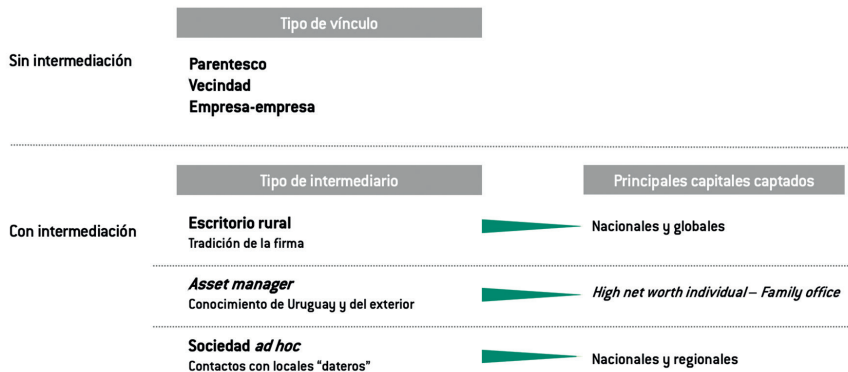 Tipo de vínculo
Sin intermediación
Parentesco
Vecindad
Empresa-empresa
Tipo de intermediario
Principales capitales captados
Con intermediación
Escritorio rural
Tradición de la firma
Nacionales y globales
Asset manager
Conocimiento de Uruguay y del exterior
High net worth individual – Family office
Sociedad ad hoc
Contactos con locales “dateros”
Nacionales y regionales